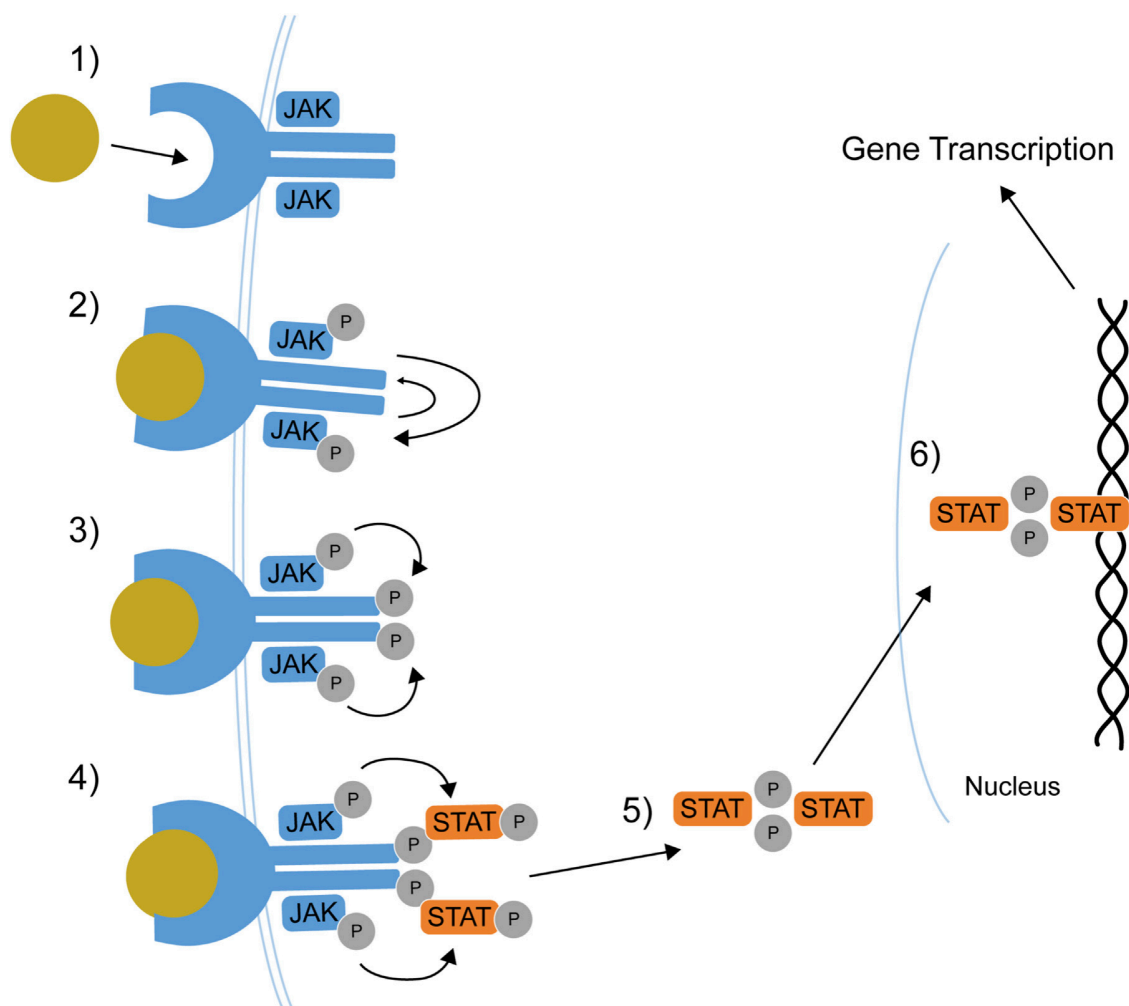 1)
JAK
JAK
Gene Transcription
2)
JAK P
JAK P
3)
JAK P
P
P
JAK P
4)
JAK P
STAT P
P
P
STAT P
JAK P
5)
STAT P STAT
P
6)
STAT P STAT
P
Nucleus